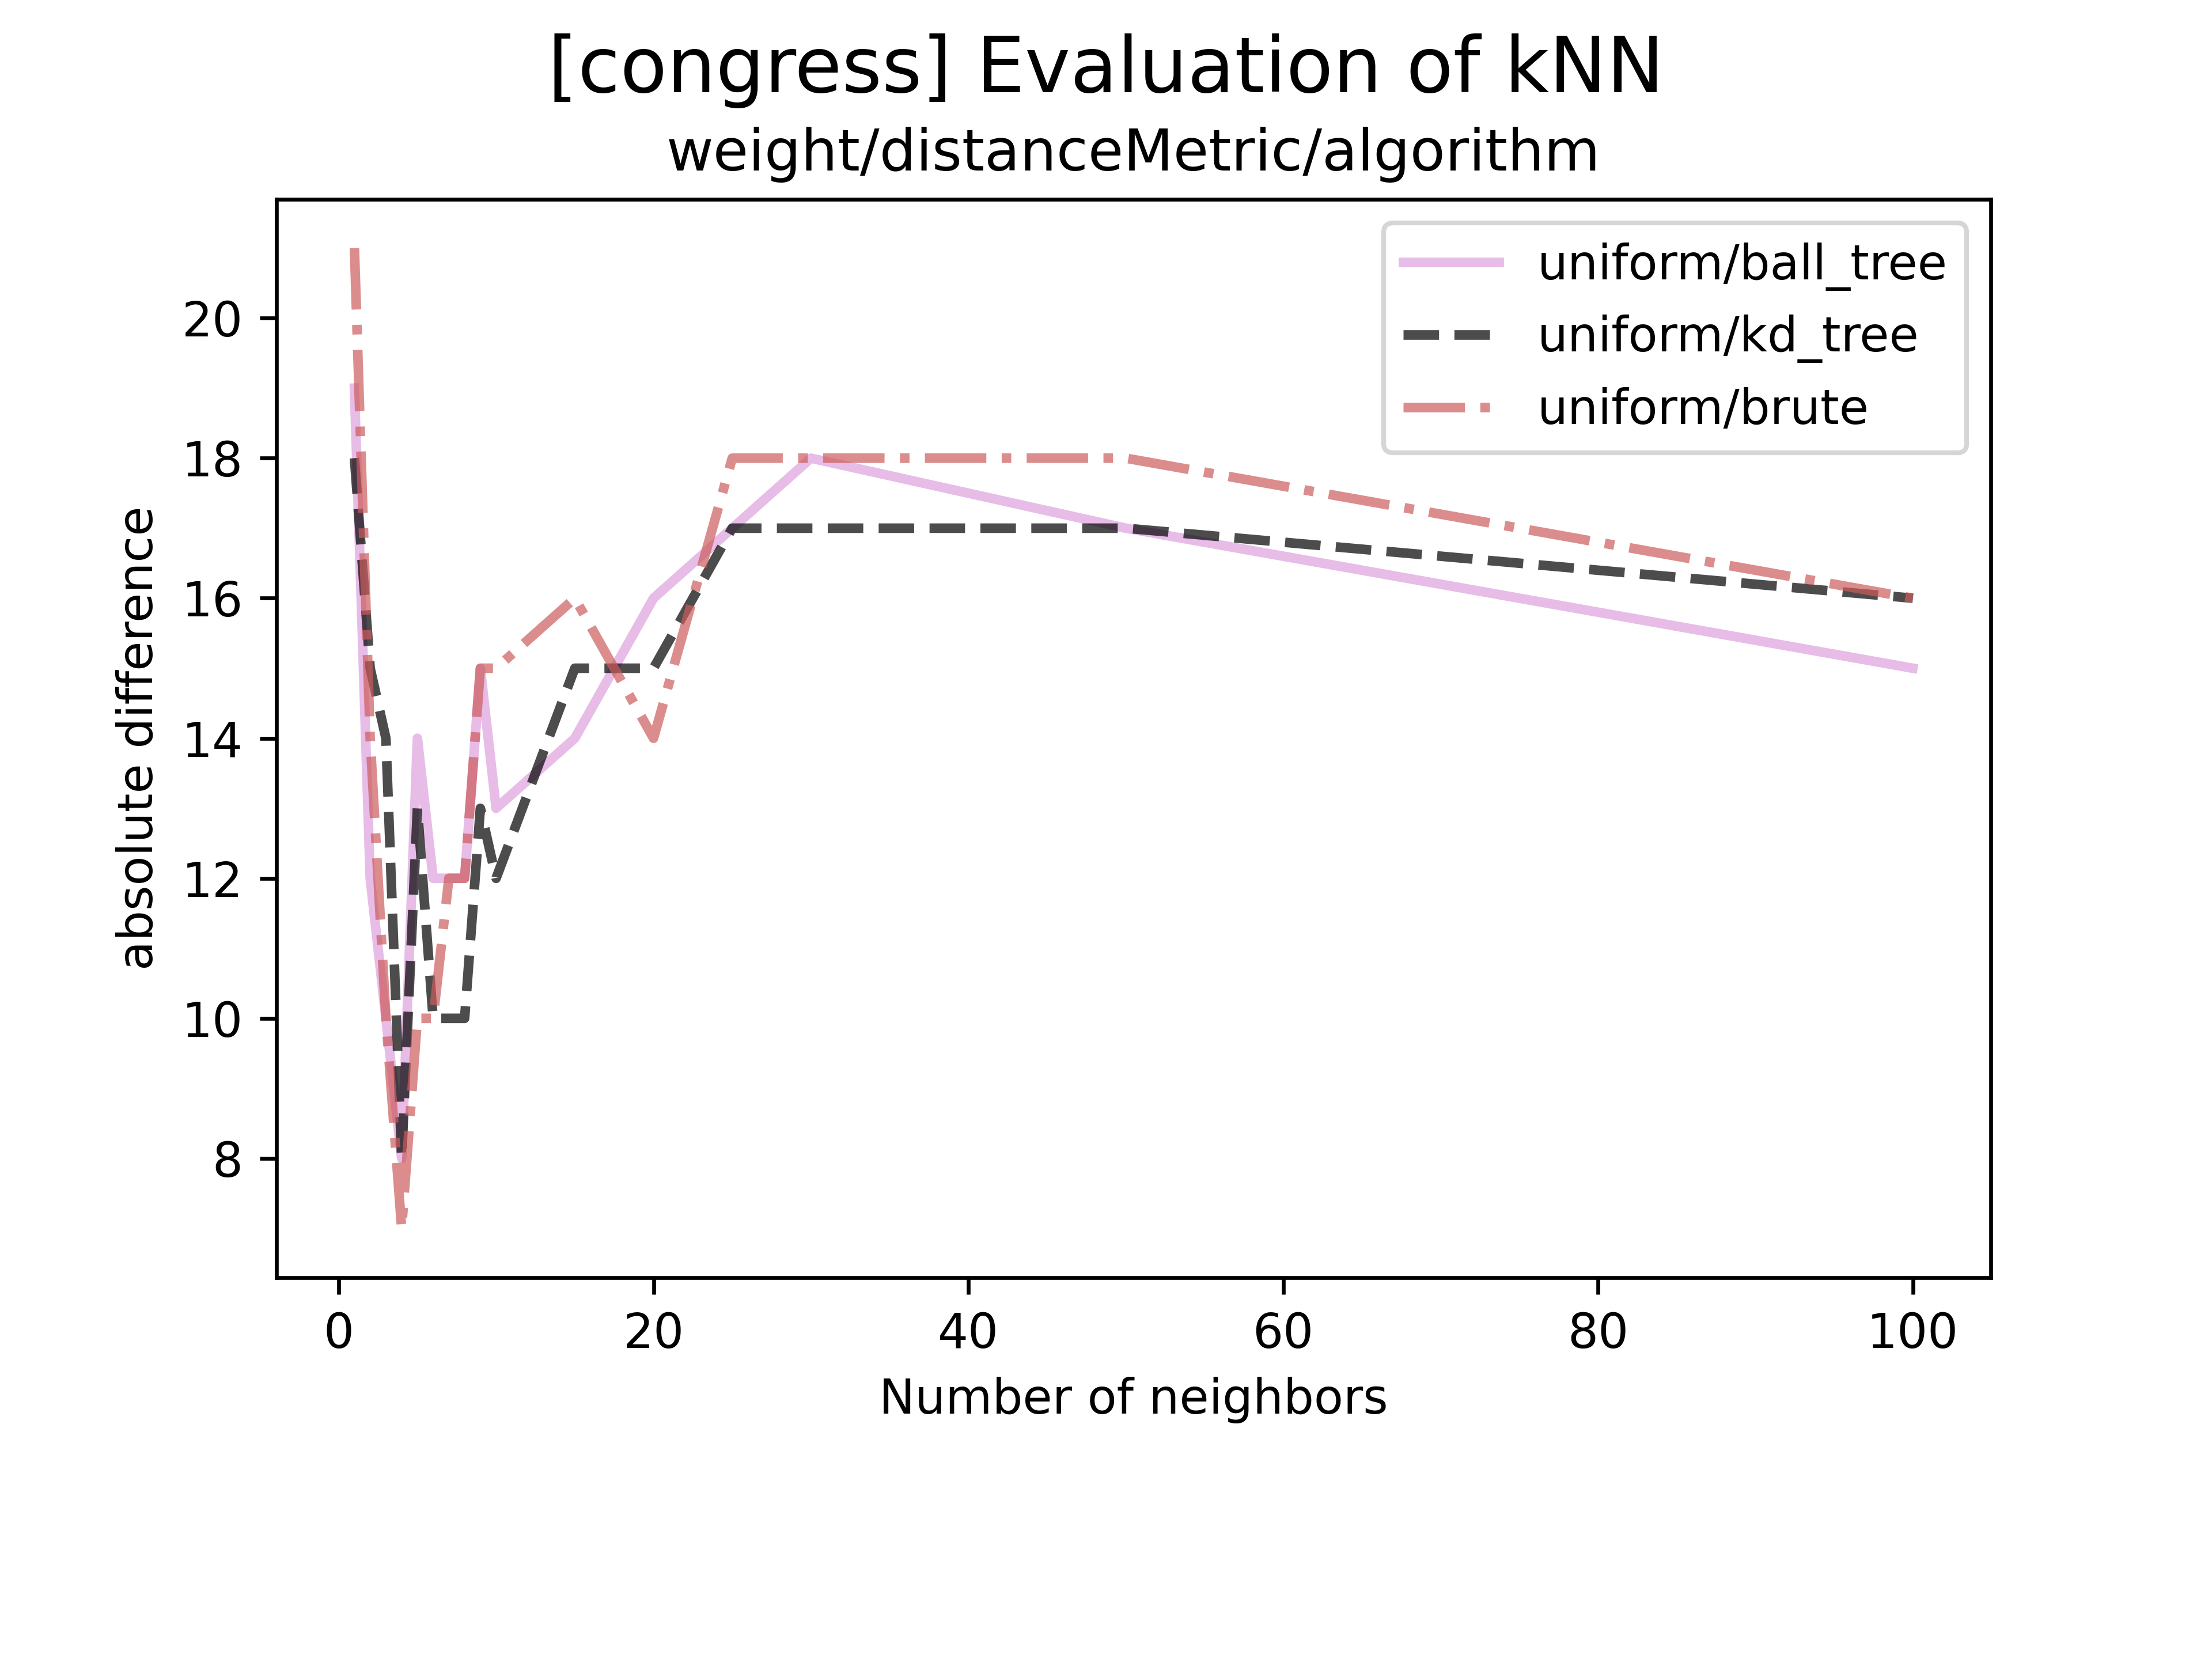 [congress] Evaluation of kNN
weight/distanceMetric/algorithm
uniform/ball_tree
uniform/kd_tree
uniform/brute
absolute difference
20
18
16
14
12
10
8
0 20 40 60 80 100
Number of neighbors